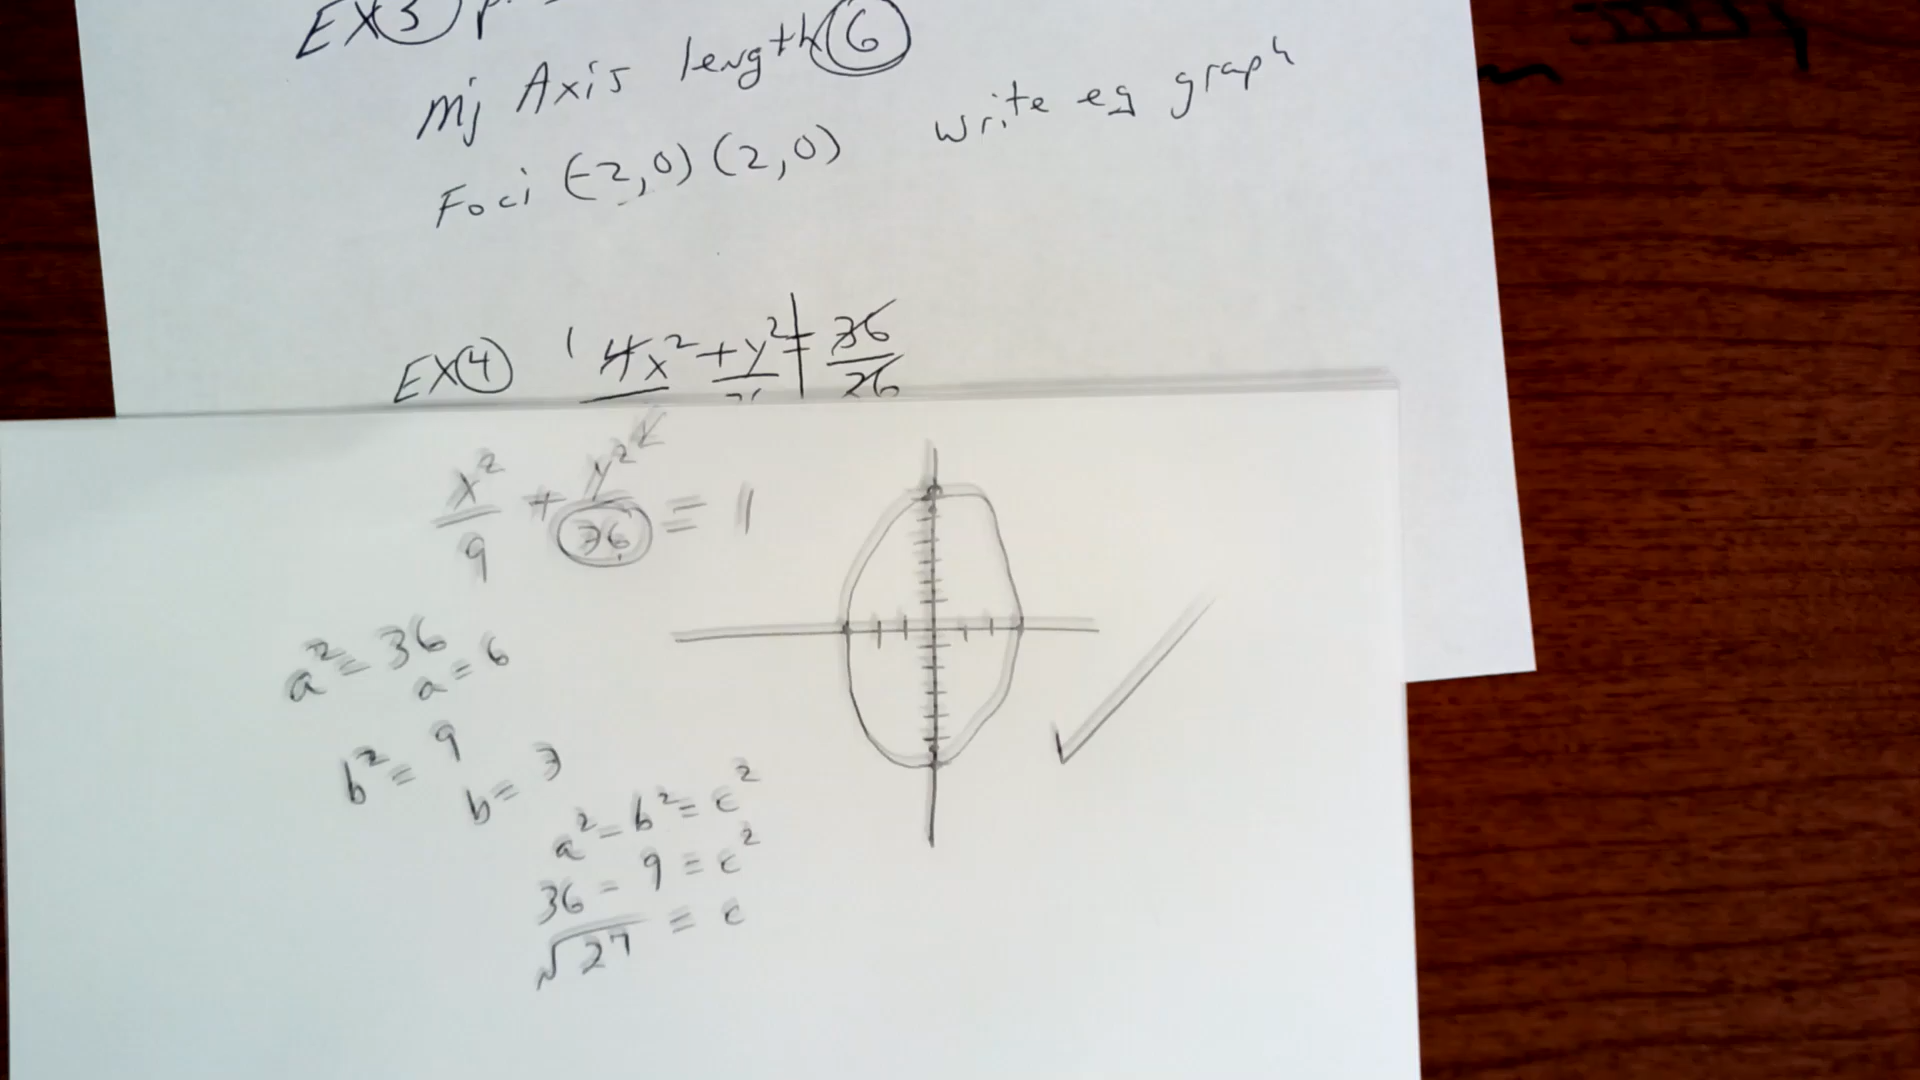 EX③
Mj Axis length ⑥
Foci (-2,0) (2,0) write eq graph
EX④ 4x² + y² = 36
36
x²/9 + y²/36 = 1
a² = 36
a = 6
b² = 9
b = 3
a² - b² = c²
36 - 9 = c²
√27 = c